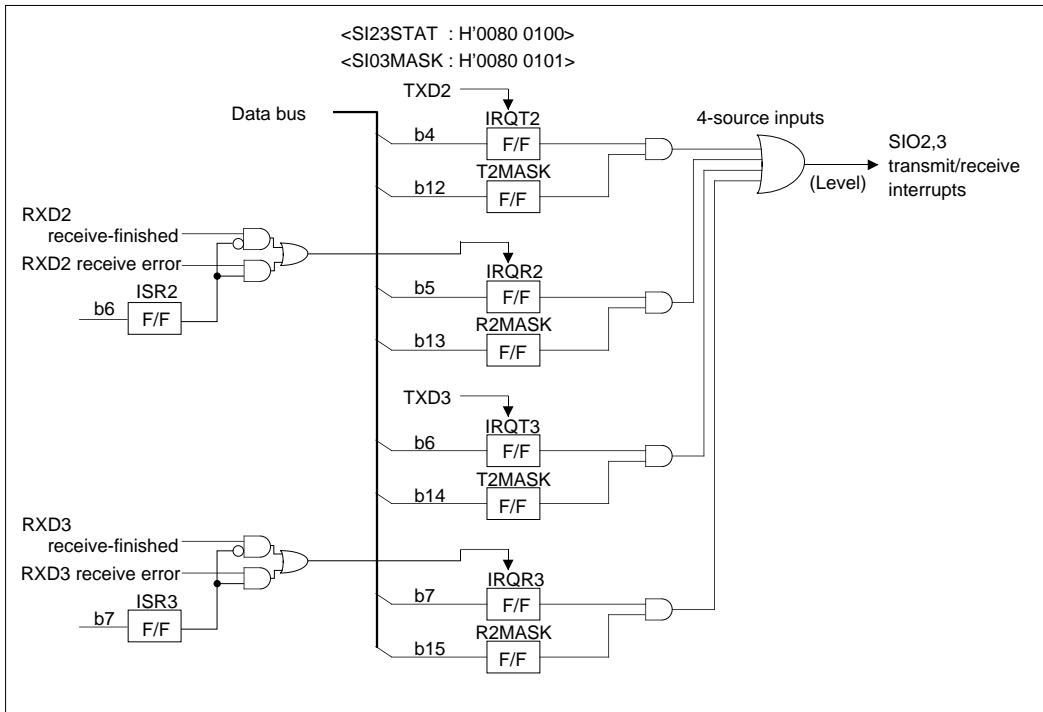 <SI23STAT : H'0080 0100>
<SI03MASK : H'0080 0101>
TXD2
Data bus
IRQT2
4-source inputs
b4
F/F
SIO2,3
transmit/receive
interrupts
(Level)
T2MASK
b12
F/F
RXD2
receive-finished
RXD2 receive error
IRQR2
ISR2
b5
F/F
b6
F/F
R2MASK
b13
F/F
TXD3
IRQT3
b6
F/F
T2MASK
b14
F/F
RXD3
receive-finished
RXD3 receive error
IRQR3
ISR3
b7
F/F
b7
F/F
R2MASK
b15
F/F